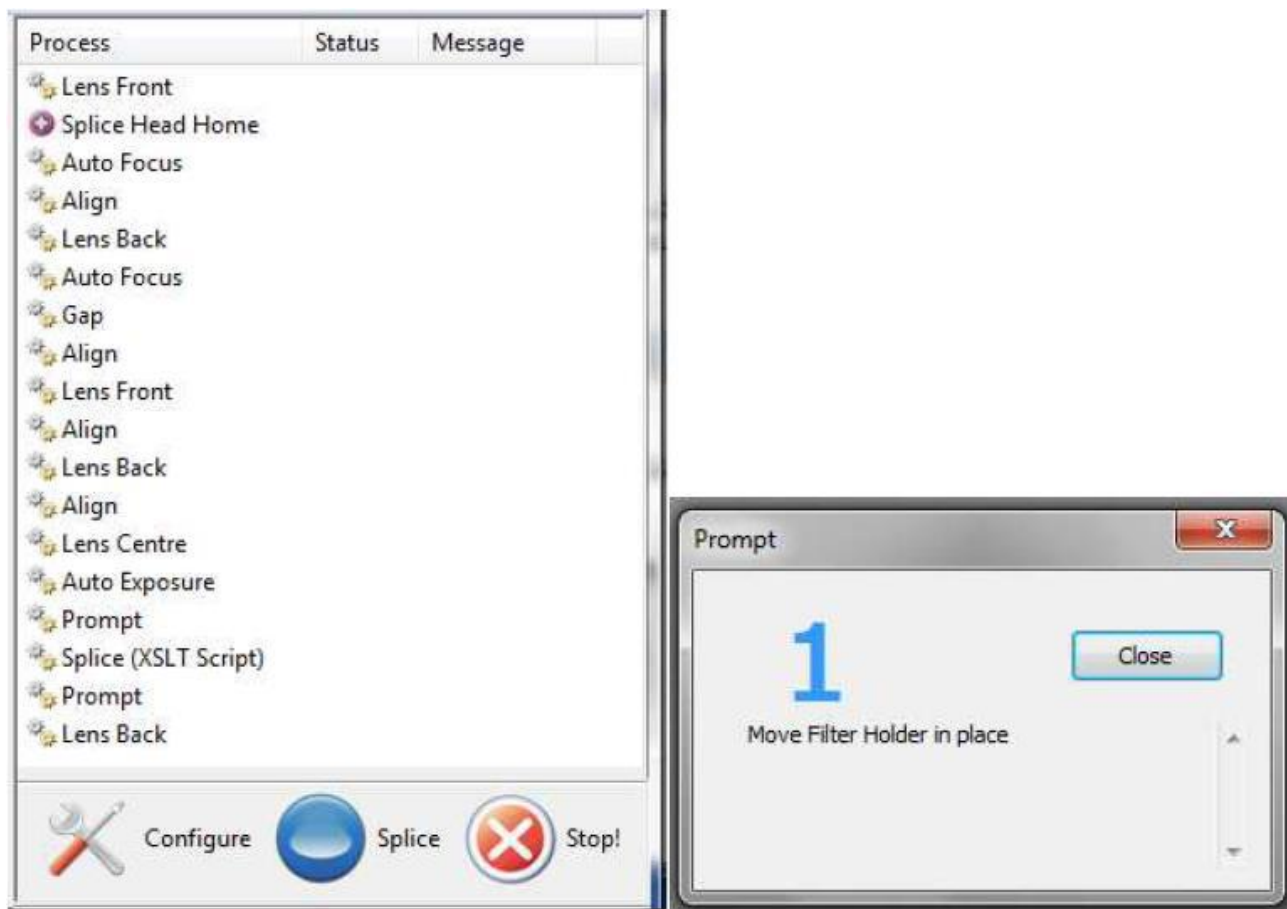 Process Status Message
Lens Front
Splice Head Home
Auto Focus
Align
Lens Back
Auto Focus
Gap
Align
Lens Front
Align
Lens Back
Align
Lens Centre
Auto Exposure
Prompt
Splice (XSLT Script)
Prompt
Lens Back
Configure Splice Stop!
Prompt
1
Close
Move Filter Holder in place